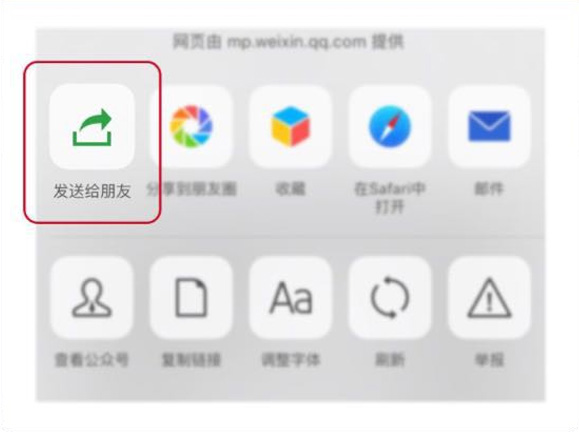 网页由 mp.weixin.qq.com 提供
发送给朋友
分享到朋友圈
收藏
在Safari中
打开
邮件
查看公众号
复制链接
Aa
调整字体
刷新
举报